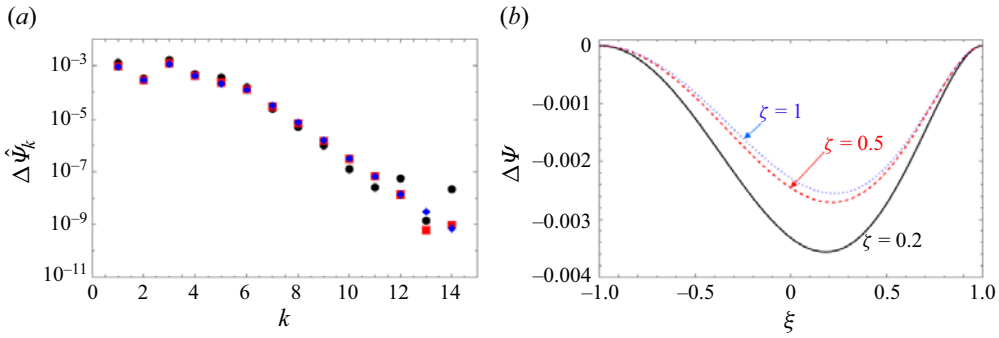 (a)
10⁻³
10⁻⁵
10⁻⁷
10⁻⁹
10⁻¹¹
ΔΨ̂ₖ
0 2 4 6 8 10 12 14
k
(b)
0
−0.001
−0.002
−0.003
−0.004
ΔΨ
ζ = 1
ζ = 0.5
ζ = 0.2
−1.0 −0.5 0 0.5 1.0
ξ